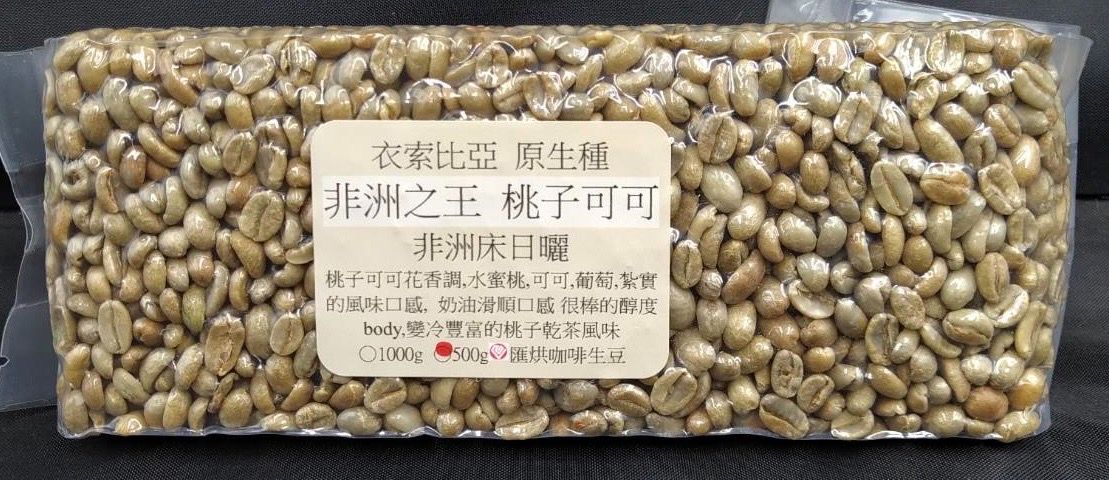 衣索比亞 原生種
非洲之王 桃子可可
非洲床日曬
桃子可可花香調,水蜜桃,可可,葡萄,紮實
的風味口感, 奶油滑順口感 很棒的醇度
body,變冷豐富的桃子乾茶風味
○1000g ○500g 匯烘咖啡生豆